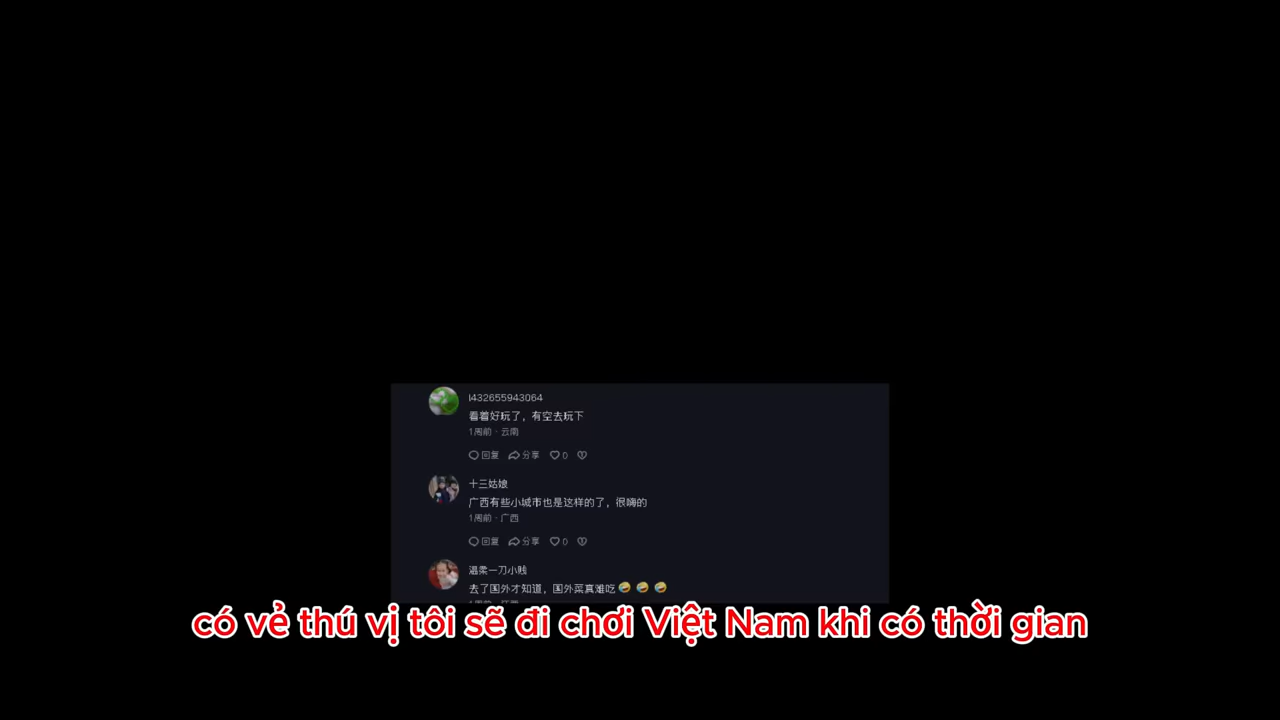 l432655943064
看着好玩了，有空去玩下
1周前·云南
回复 分享 0
十三姑娘
广西有些小城市也是这样的了，很嗨的
1周前·广西
回复 分享 0
温柔一刀小贱
去了国外才知道，国外菜真难吃🤣 🤣 🤣
1周前
có vẻ thú vị tôi sẽ đi chơi Việt Nam khi có thời gian